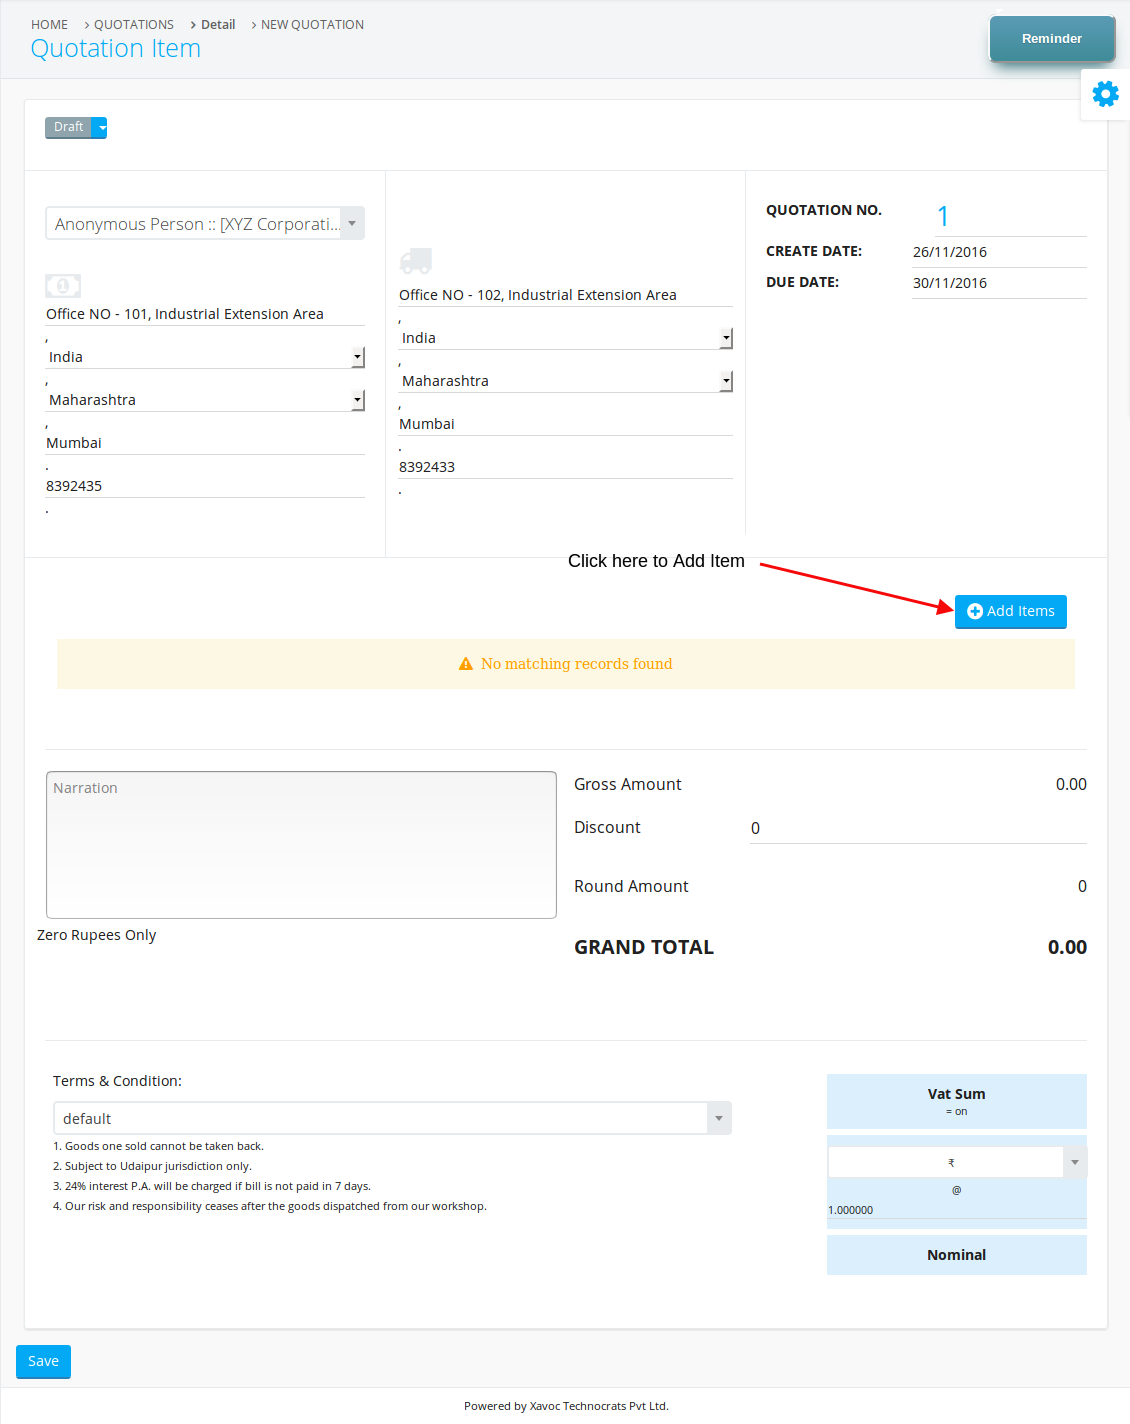 HOME > QUOTATIONS > Detail > NEW QUOTATION
Quotation Item
Reminder
Draft
Anonymous Person :: [XYZ Corporati...
1
Office NO - 101, Industrial Extension Area
,
India
,
Maharashtra
,
Mumbai
.
8392435
.
Office NO - 102, Industrial Extension Area
,
India
,
Maharashtra
,
Mumbai
.
8392433
.
QUOTATION NO. 1
CREATE DATE: 26/11/2016
DUE DATE: 30/11/2016
Click here to Add Item
Add Items
No matching records found
Narration
Zero Rupees Only
Gross Amount 0.00
Discount 0
Round Amount 0
GRAND TOTAL 0.00
Terms & Condition:
default
1. Goods one sold cannot be taken back.
2. Subject to Udaipur jurisdiction only.
3. 24% interest P.A. will be charged if bill is not paid in 7 days.
4. Our risk and responsibility ceases after the goods dispatched from our workshop.
Vat Sum
= on
₹
@
1.000000
Nominal
Save
Powered by Xavoc Technocrats Pvt Ltd.